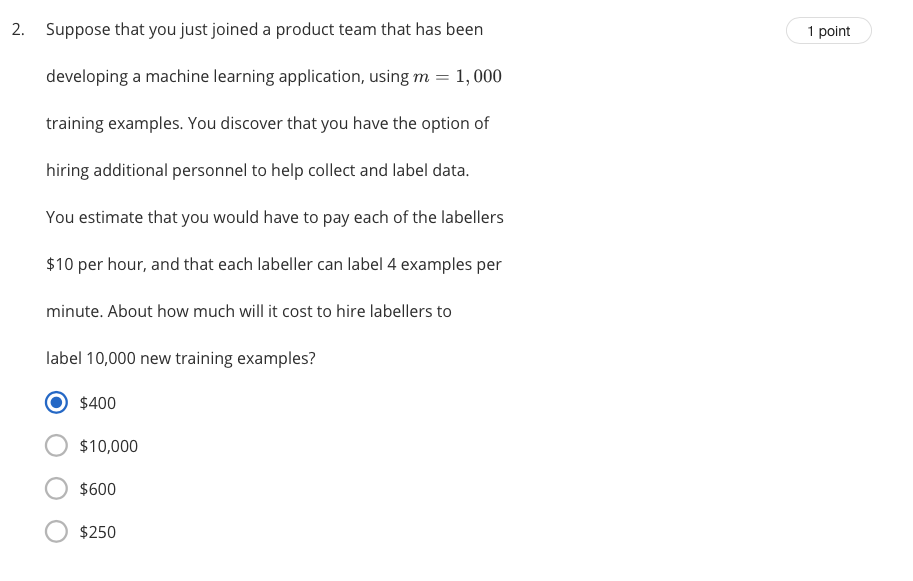 2. Suppose that you just joined a product team that has been 1 point
developing a machine learning application, using m = 1,000
training examples. You discover that you have the option of
hiring additional personnel to help collect and label data.
You estimate that you would have to pay each of the labellers
$10 per hour, and that each labeller can label 4 examples per
minute. About how much will it cost to hire labellers to
label 10,000 new training examples?
$400
$10,000
$600
$250